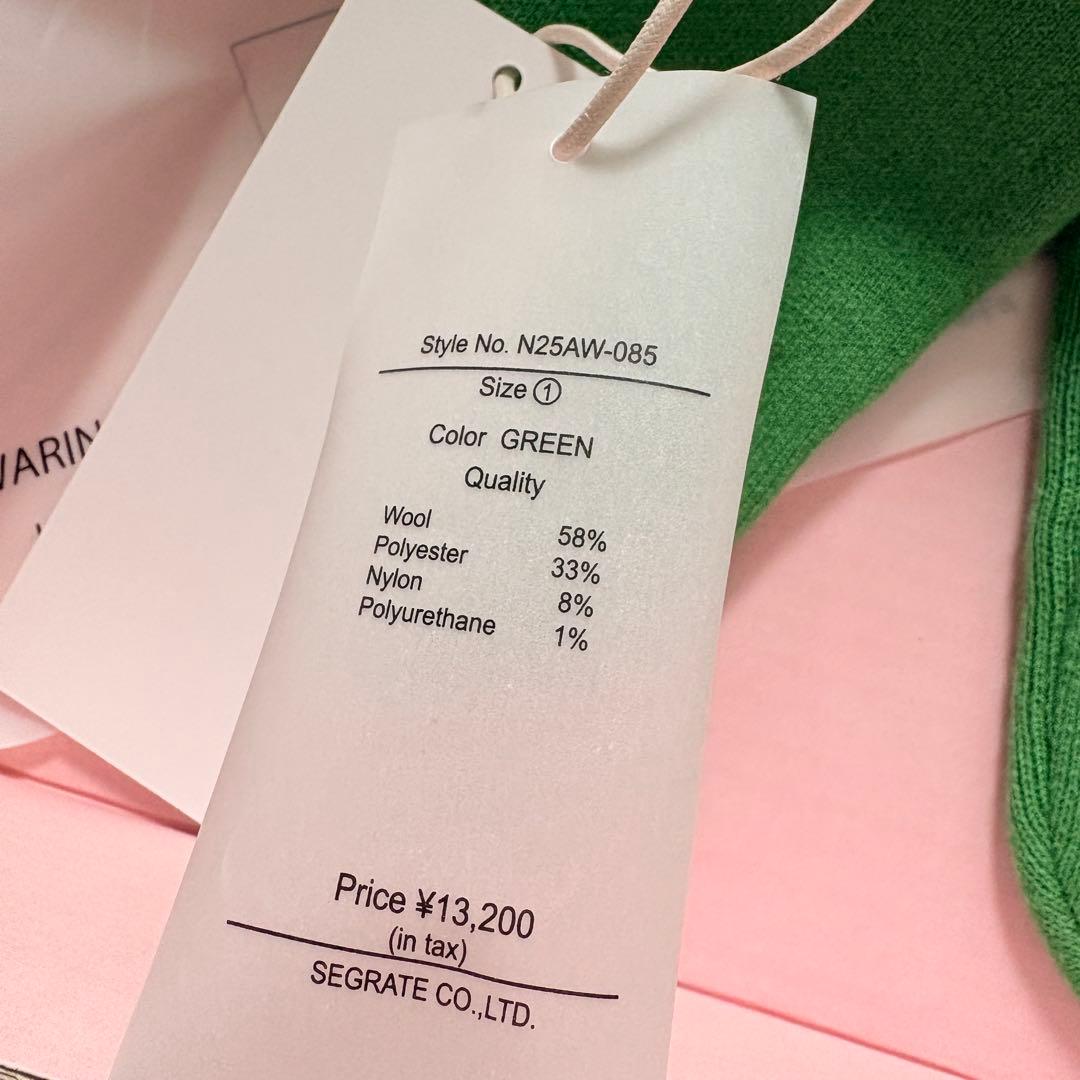 Style No. N25AW-085
Size ①
Color GREEN
Quality
Wool 58%
Polyester 33%
Nylon 8%
Polyurethane 1%
Price ¥13,200
(in tax)
SEGRATE CO.,LTD.